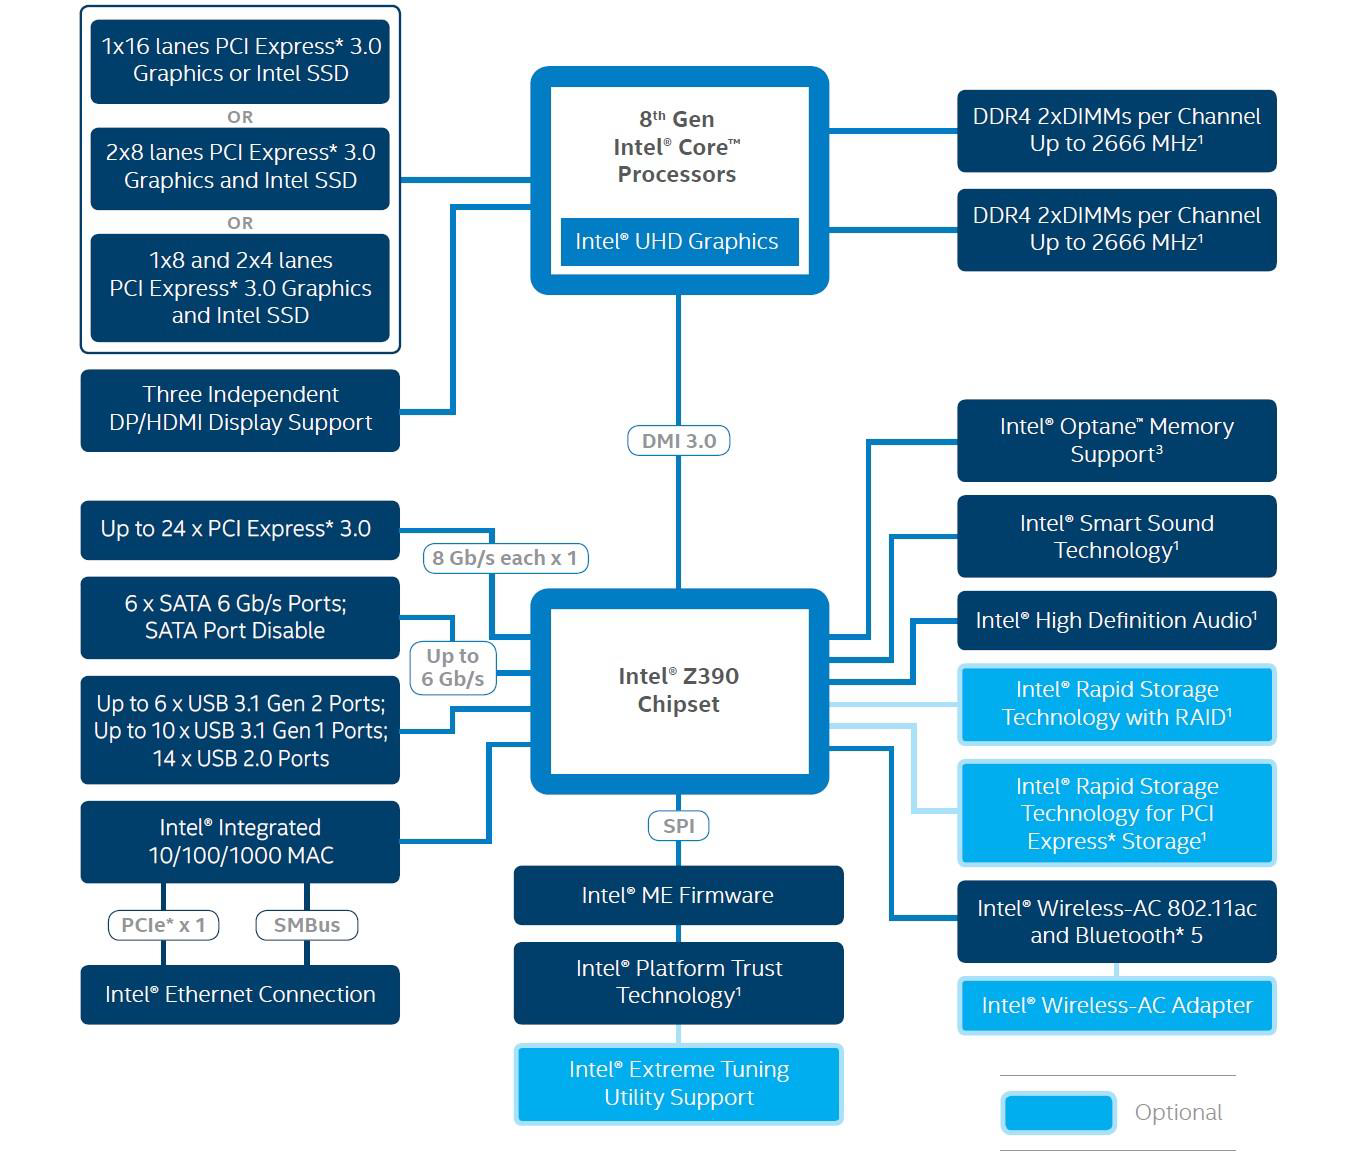 1x16 lanes PCI Express* 3.0
Graphics or Intel SSD
OR
2x8 lanes PCI Express* 3.0
Graphics and Intel SSD
OR
1x8 and 2x4 lanes
PCI Express* 3.0 Graphics
and Intel SSD
Three Independent
DP/HDMI Display Support
8th Gen
Intel® Core™
Processors
Intel® UHD Graphics
DDR4 2xDIMMs per Channel
Up to 2666 MHz¹
DDR4 2xDIMMs per Channel
Up to 2666 MHz¹
DMI 3.0
Up to 24 x PCI Express* 3.0
8 Gb/s each x 1
6 x SATA 6 Gb/s Ports;
SATA Port Disable
Up to
6 Gb/s
Up to 6 x USB 3.1 Gen 2 Ports;
Up to 10 x USB 3.1 Gen 1 Ports;
14 x USB 2.0 Ports
Intel® Integrated
10/100/1000 MAC
PCIe* x 1
SMBus
Intel® Ethernet Connection
Intel® Z390
Chipset
SPI
Intel® ME Firmware
Intel® Platform Trust
Technology¹
Intel® Extreme Tuning
Utility Support
Intel® Optane™ Memory
Support³
Intel® Smart Sound
Technology¹
Intel® High Definition Audio¹
Intel® Rapid Storage
Technology with RAID¹
Intel® Rapid Storage
Technology for PCI
Express* Storage¹
Intel® Wireless-AC 802.11ac
and Bluetooth* 5
Intel® Wireless-AC Adapter
Optional